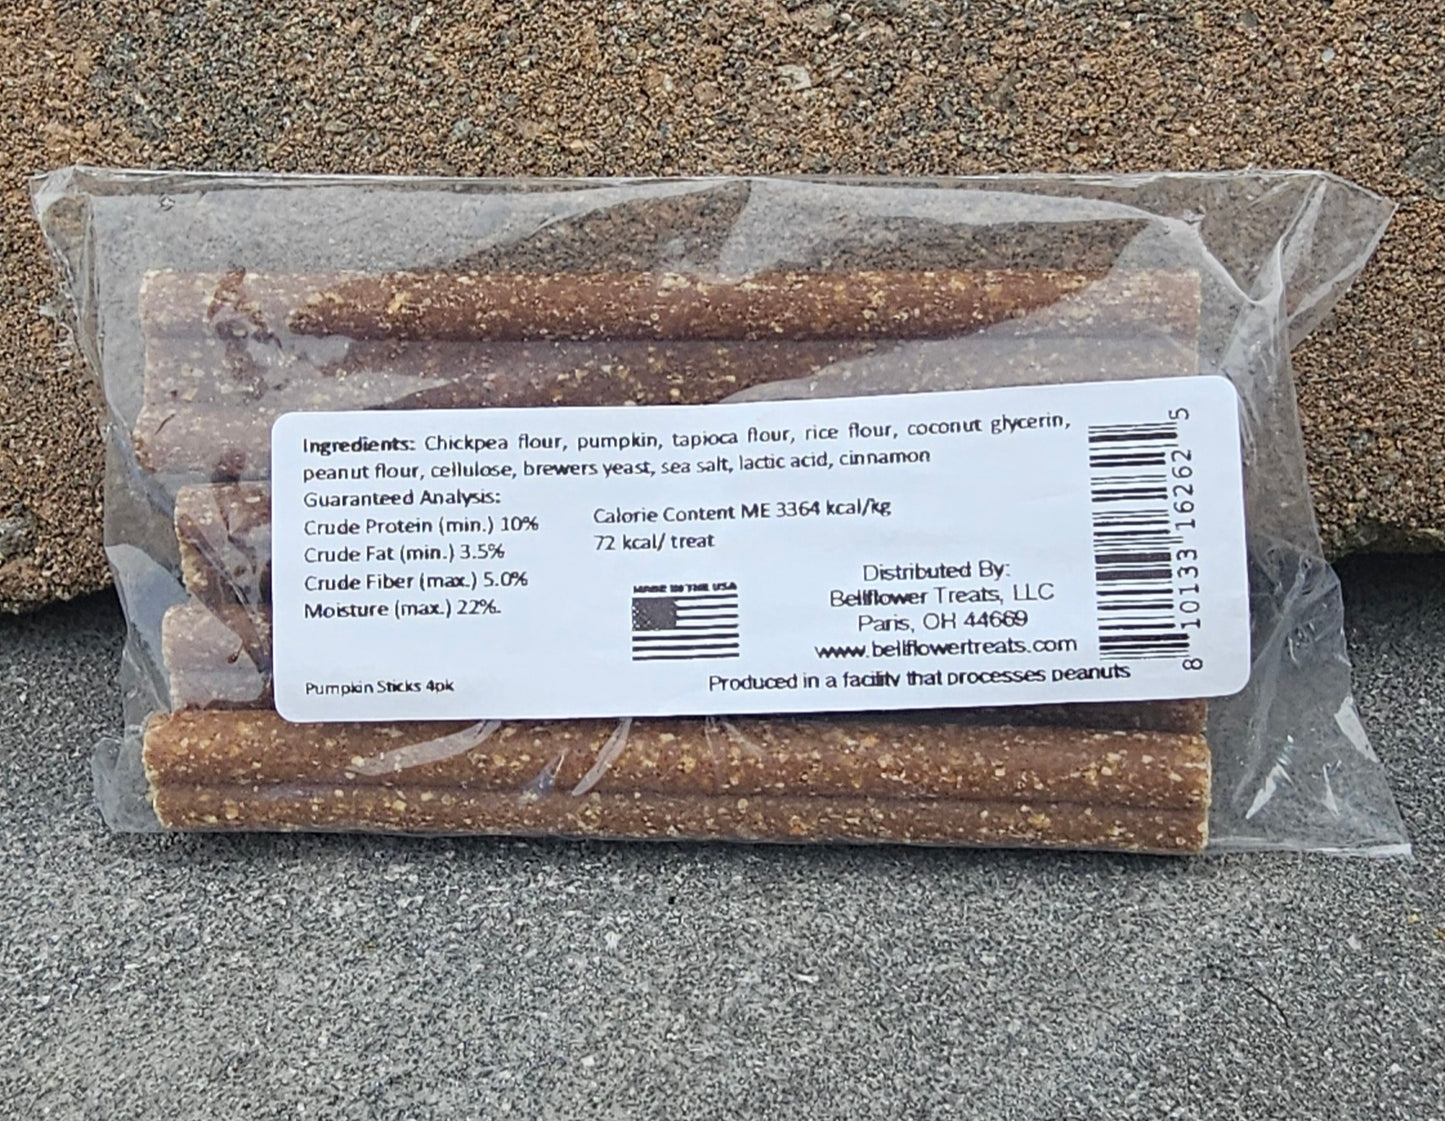 Ingredients: Chickpea flour, pumpkin, tapioca flour, rice flour, coconut glycerin,
peanut flour, cellulose, brewers yeast, sea salt, lactic acid, cinnamon
Guaranteed Analysis:
Crude Protein (min.) 10%
Crude Fat (min.) 3.5%
Crude Fiber (max.) 5.0%
Moisture (max.) 22%.
Calorie Content ME 3364 kcal/kg
72 kcal/ treat
MADE IN THE USA
Distributed By:
Bellflower Treats, LLC
Paris, OH 44669
www.bellflowertreats.com
Pumpkin Sticks 4pk
Produced in a facility that processes peanuts
8 10133 16262 5